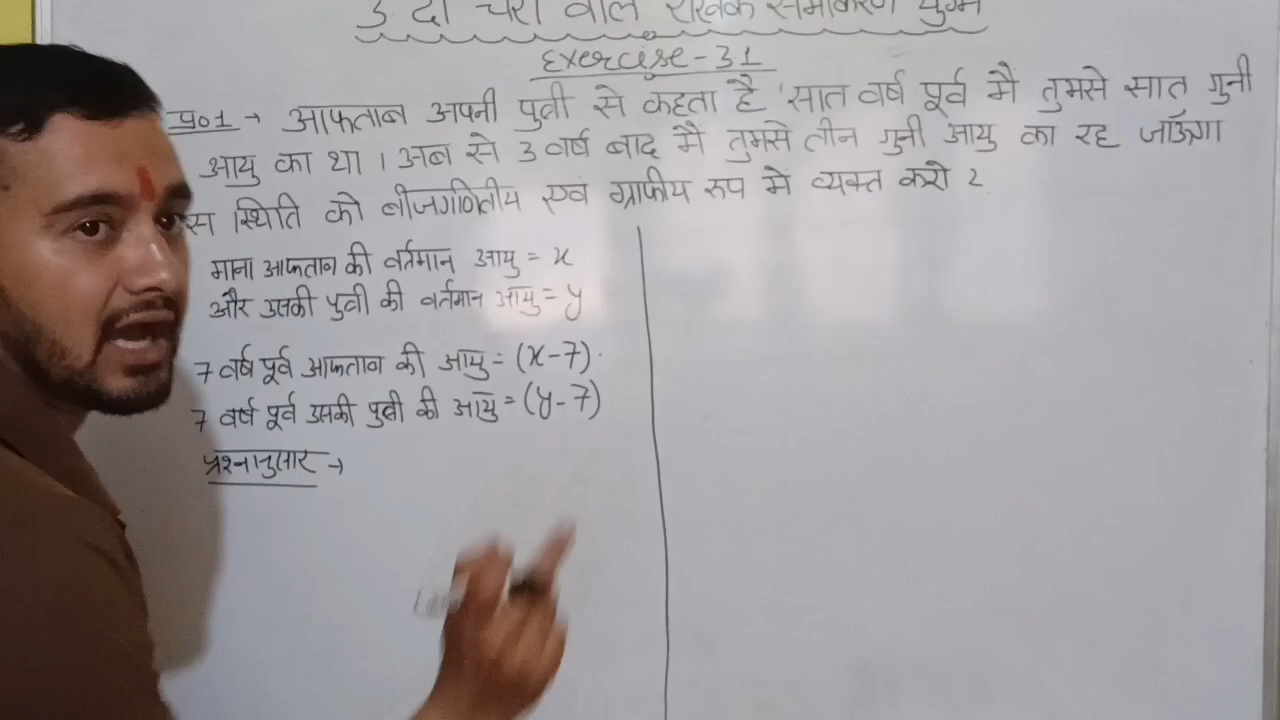 3. दो चरों वाले रैखिक समीकरण युग्म
Exercise - 3.1
प्र०1 → आफताब अपनी पुत्री से कहता है 'सात वर्ष पूर्व मैं तुमसे सात गुनी
आयु का था । अब से 3 वर्ष बाद मैं तुमसे तीन गुनी आयु का रह जाऊँगा
स स्थिति को बीजगणितीय एवं ग्राफीय रूप में व्यक्त करो ?
माना आफताब की वर्तमान आयु = x
और उसकी पुत्री की वर्तमान आयु = y
7 वर्ष पूर्व आफताब की आयु = (x-7)
7 वर्ष पूर्व उसकी पुत्री की आयु = (y-7)
प्रश्नानुसार →